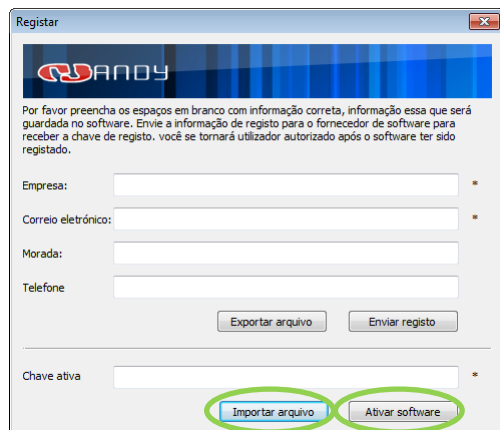 Registar
ANDY
Por favor preencha os espaços em branco com informação correta, informação essa que será
guardada no software. Envie a informação de registo para o fornecedor de software para
receber a chave de registo. você se tornará utilizador autorizado após o software ter sido
registado.
Empresa: *
Correio eletrónico: *
Morada:
Telefone
Exportar arquivo Enviar registo
Chave ativa *
Importar arquivo Ativar software